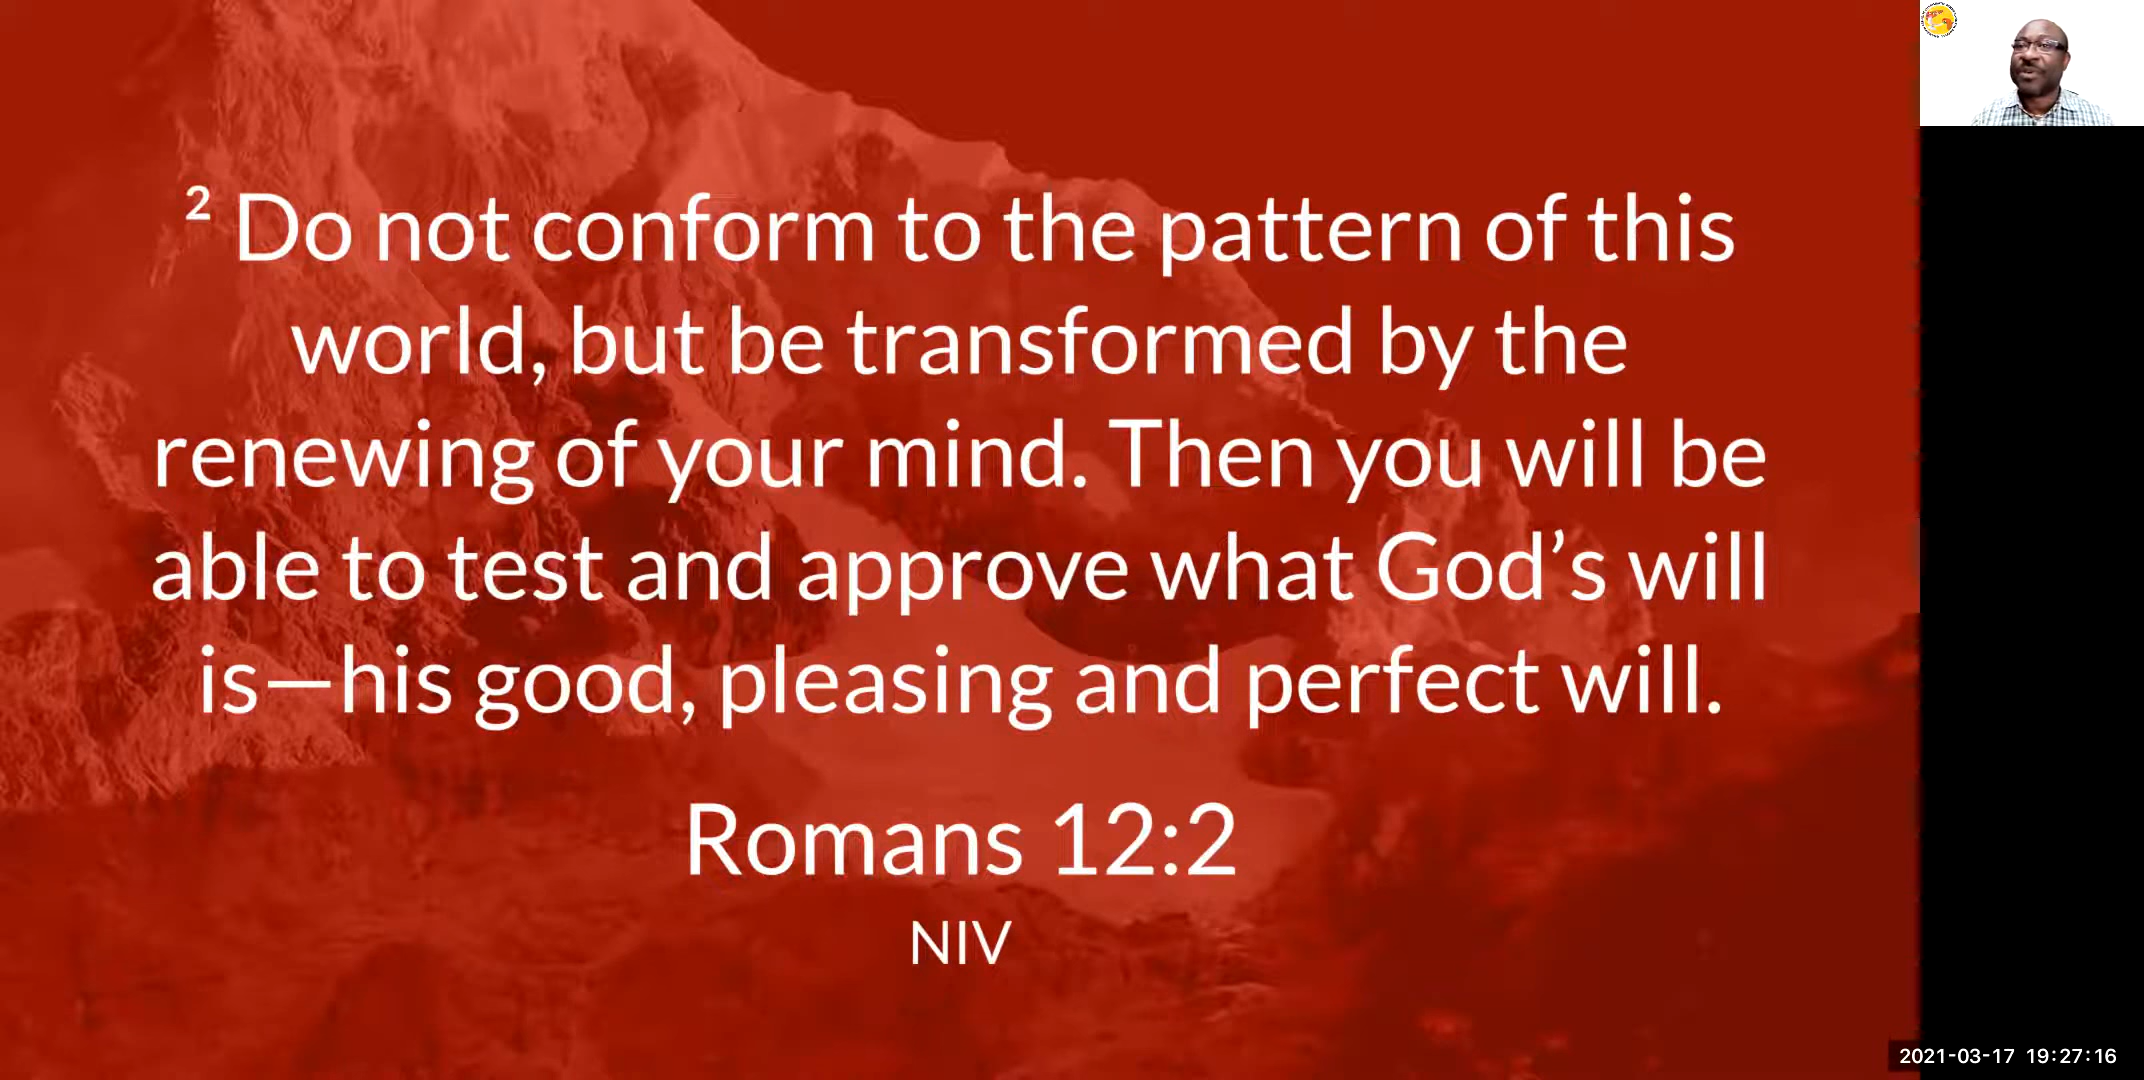 ² Do not conform to the pattern of this
world, but be transformed by the
renewing of your mind. Then you will be
able to test and approve what God’s will
is—his good, pleasing and perfect will.
Romans 12:2
NIV
2021-03-17 19:27:16